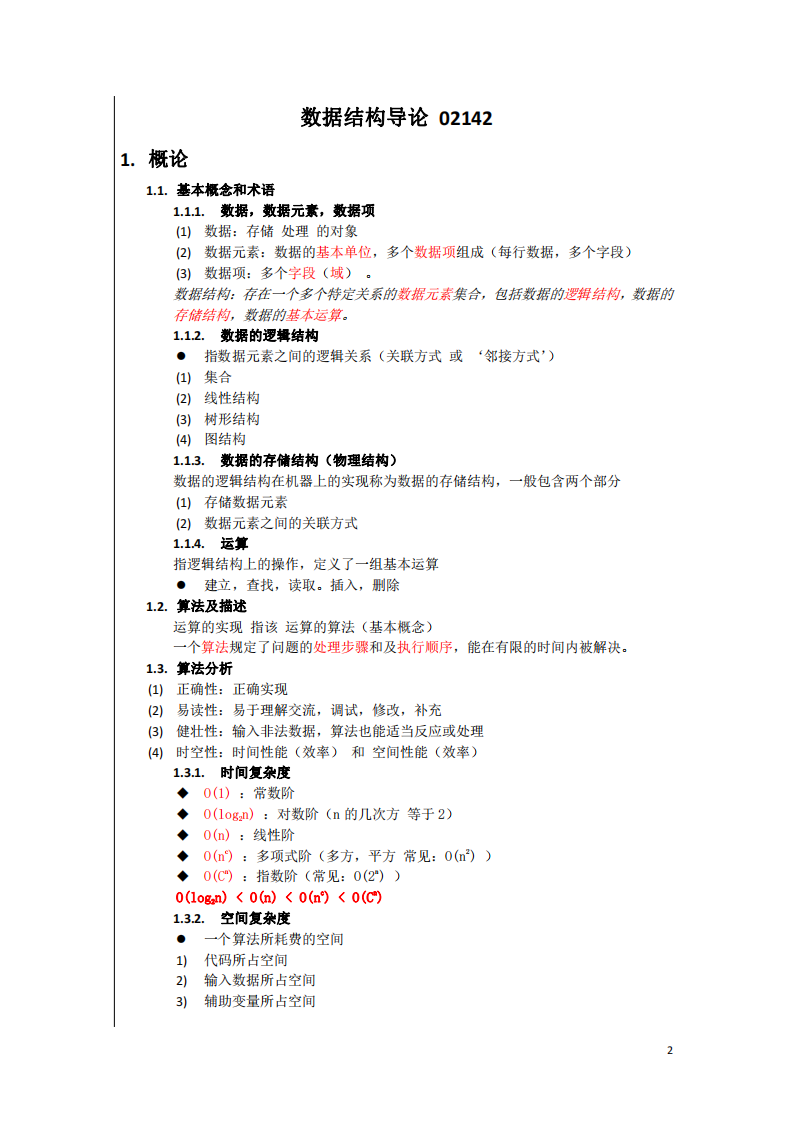 数据结构导论 02142
1. 概论
1.1. 基本概念和术语
1.1.1. 数据，数据元素，数据项
(1) 数据：存储 处理 的对象
(2) 数据元素：数据的基本单位，多个数据项组成（每行数据，多个字段）
(3) 数据项：多个字段（域） 。
数据结构：存在一个多个特定关系的数据元素集合，包括数据的逻辑结构，数据的
存储结构，数据的基本运算。
1.1.2. 数据的逻辑结构
● 指数据元素之间的逻辑关系（关联方式 或 ‘邻接方式’）
(1) 集合
(2) 线性结构
(3) 树形结构
(4) 图结构
1.1.3. 数据的存储结构（物理结构）
数据的逻辑结构在机器上的实现称为数据的存储结构，一般包含两个部分
(1) 存储数据元素
(2) 数据元素之间的关联方式
1.1.4. 运算
指逻辑结构上的操作，定义了一组基本运算
● 建立，查找，读取。插入，删除
1.2. 算法及描述
运算的实现 指该 运算的算法（基本概念）
一个算法规定了问题的处理步骤和及执行顺序，能在有限的时间内被解决。
1.3. 算法分析
(1) 正确性：正确实现
(2) 易读性：易于理解交流，调试，修改，补充
(3) 健壮性：输入非法数据，算法也能适当反应或处理
(4) 时空性：时间性能（效率） 和 空间性能（效率）
1.3.1. 时间复杂度
◆ O(1) ：常数阶
◆ O(log₂n) ：对数阶（n 的几次方 等于 2）
◆ O(n) ：线性阶
◆ O(nᶜ) ：多项式阶（多方，平方 常见：O(n²) ）
◆ O(Cⁿ) ：指数阶（常见：O(2ⁿ) ）
O(log₂n) < O(n) < O(nᶜ) < O(Cⁿ)
1.3.2. 空间复杂度
● 一个算法所耗费的空间
1) 代码所占空间
2) 输入数据所占空间
3) 辅助变量所占空间
2